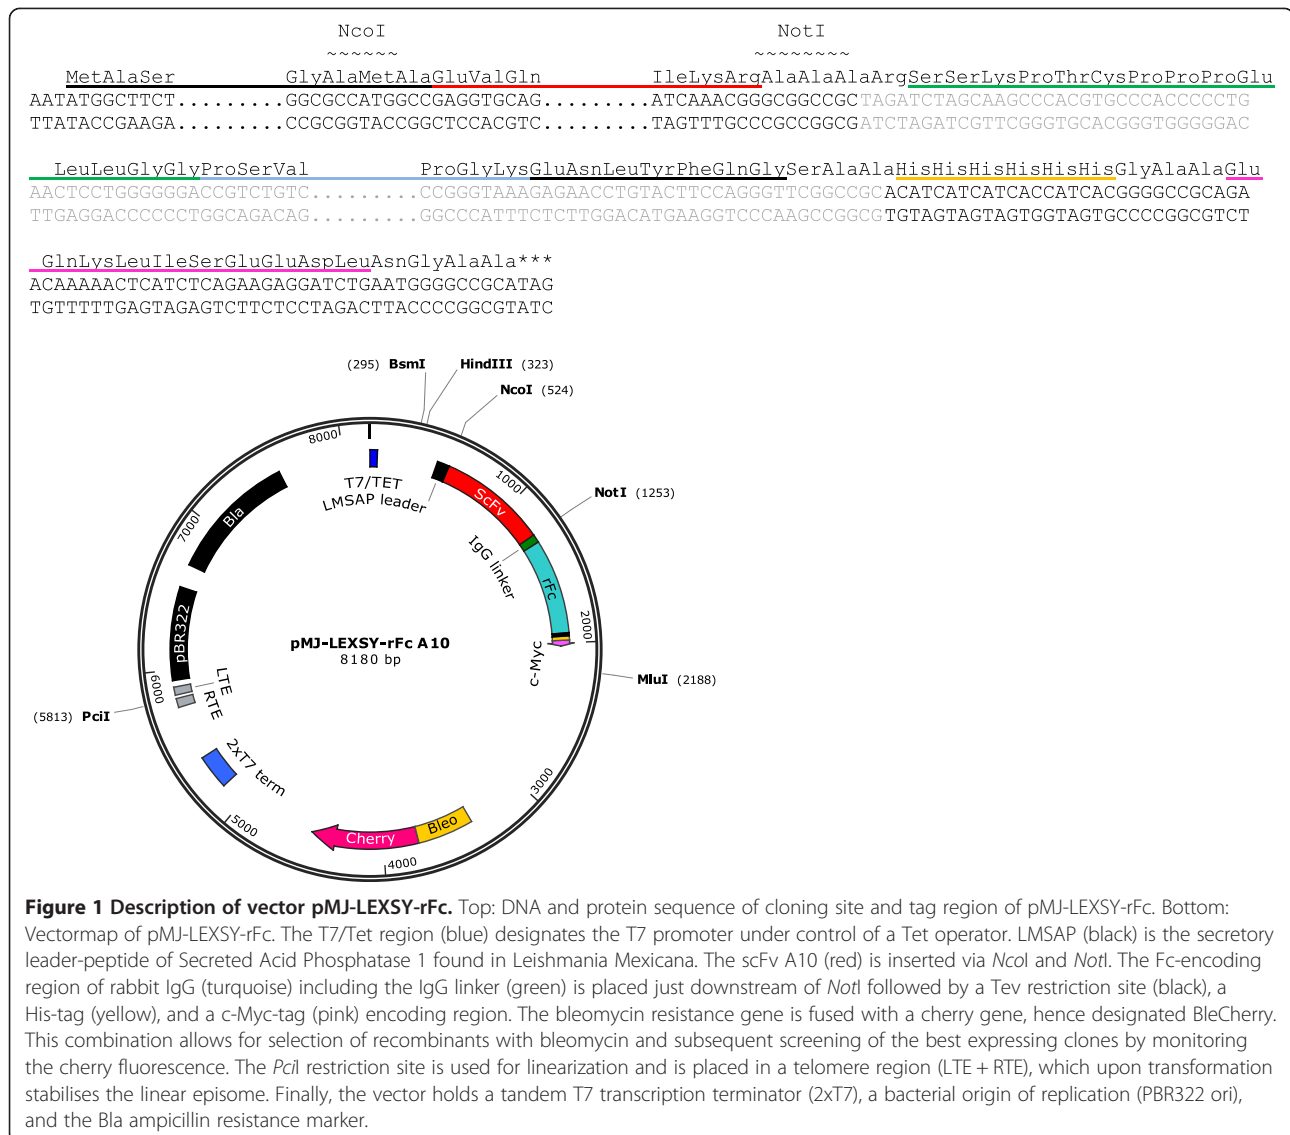 NcoI NotI
~~~~~~ ~~~~~~~~
MetAlaSer GlyAlaMetAlaGluValGln IleLysArgAlaAlaAlaArgSerSerLysProThrCysProProProGlu
AATATGGCTTCT.........GGCGCCATGGCCGAGGTGCAG.........ATCAAACGGGCGGCCGCTAGATCTAGCAAGCCCACGTGCCCACCCCCTG
TTATACCGAAGA.........CCGCGGTACCGGCTCCACGTC.........TAGTTTGCCCGCCGGCGATCTAGATCGTTCGGGTGCACGGGTGGGGGAC
LeuLeuGlyGlyProSerVal ProGlyLysGluAsnLeuTyrPheGlnGlySerAlaAlaHisHisHisHisHisHisGlyAlaAlaGlu
AACTCCTGGGGGGACCGTCTGTC.........CCGGGTAAAGAGAACCTGTACTTCCAGGGTTCGGCCGCACATCATCATCACCATCACGGGGCCGCAGA
TTGAGGACCCCCCTGGCAGACAG.........GGCCCATTTCTCTTGGACATGAAGGTCCCAAGCCGGCGTGTAGTAGTAGTGGTAGTGCCCCGGCGTCT
GlnLysLeuIleSerGluGluAspLeuAsnGlyAlaAla***
ACAAAAACTCATCTCAGAAGAGGATCTGAATGGGGCCGCATAG
TGTTTTTGAGTAGAGTCTTCTCCTAGACTTACCCCGGCGTATC
(295) BsmI HindIII (323)
NcoI (524)
8000
T7/TET
1000
NotI (1253)
LMSAP leader
ScFv
Bla
7000
IgG linker
rFc
pBR322
2000
pMJ-LEXSY-rFc A10
8180 bp
c-Myc
MluI (2188)
LTE
6000
RTE
(5813) PciI
2xT7 term
3000
5000
Cherry
Bleo
4000
Figure 1 Description of vector pMJ-LEXSY-rFc. Top: DNA and protein sequence of cloning site and tag region of pMJ-LEXSY-rFc. Bottom:
Vectormap of pMJ-LEXSY-rFc. The T7/Tet region (blue) designates the T7 promoter under control of a Tet operator. LMSAP (black) is the secretory
leader-peptide of Secreted Acid Phosphatase 1 found in Leishmania Mexicana. The scFv A10 (red) is inserted via NcoI and NotI. The Fc-encoding
region of rabbit IgG (turquoise) including the IgG linker (green) is placed just downstream of NotI followed by a Tev restriction site (black), a
His-tag (yellow), and a c-Myc-tag (pink) encoding region. The bleomycin resistance gene is fused with a cherry gene, hence designated BleCherry.
This combination allows for selection of recombinants with bleomycin and subsequent screening of the best expressing clones by monitoring
the cherry fluorescence. The PciI restriction site is used for linearization and is placed in a telomere region (LTE + RTE), which upon transformation
stabilises the linear episome. Finally, the vector holds a tandem T7 transcription terminator (2xT7), a bacterial origin of replication (PBR322 ori),
and the Bla ampicillin resistance marker.